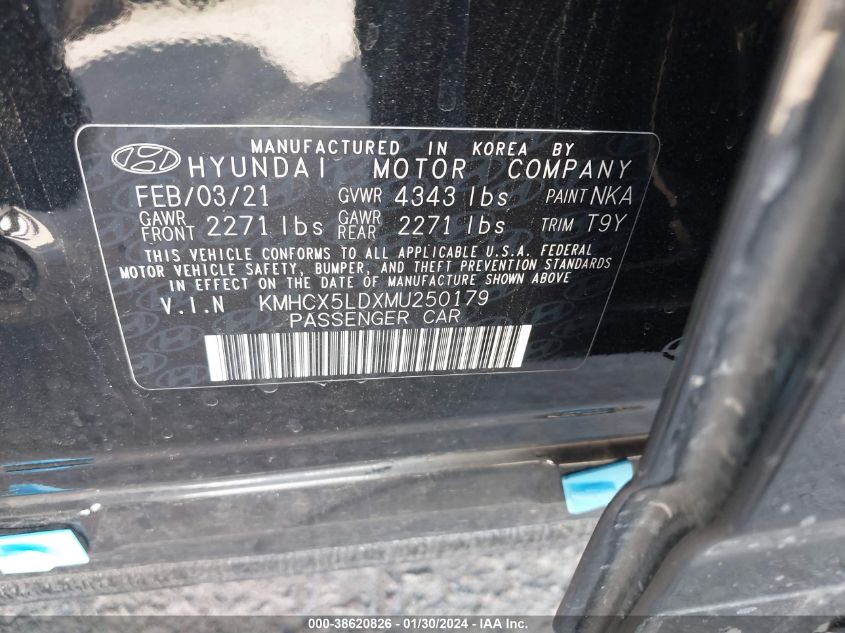 MANUFACTURED IN KOREA BY
HYUNDAI MOTOR COMPANY
FEB/03/21 GVWR 4343 lbs PAINT NKA
GAWR FRONT 2271 lbs GAWR REAR 2271 lbs TRIM T9Y
THIS VEHICLE CONFORMS TO ALL APPLICABLE U.S.A. FEDERAL
MOTOR VEHICLE SAFETY, BUMPER, AND THEFT PREVENTION STANDARDS
IN EFFECT ON THE DATE OF MANUFACTURE SHOWN ABOVE
V.I.N KMHCX5LDXMU250179
PASSENGER CAR
000-38620826 - 01/30/2024 - IAA Inc.